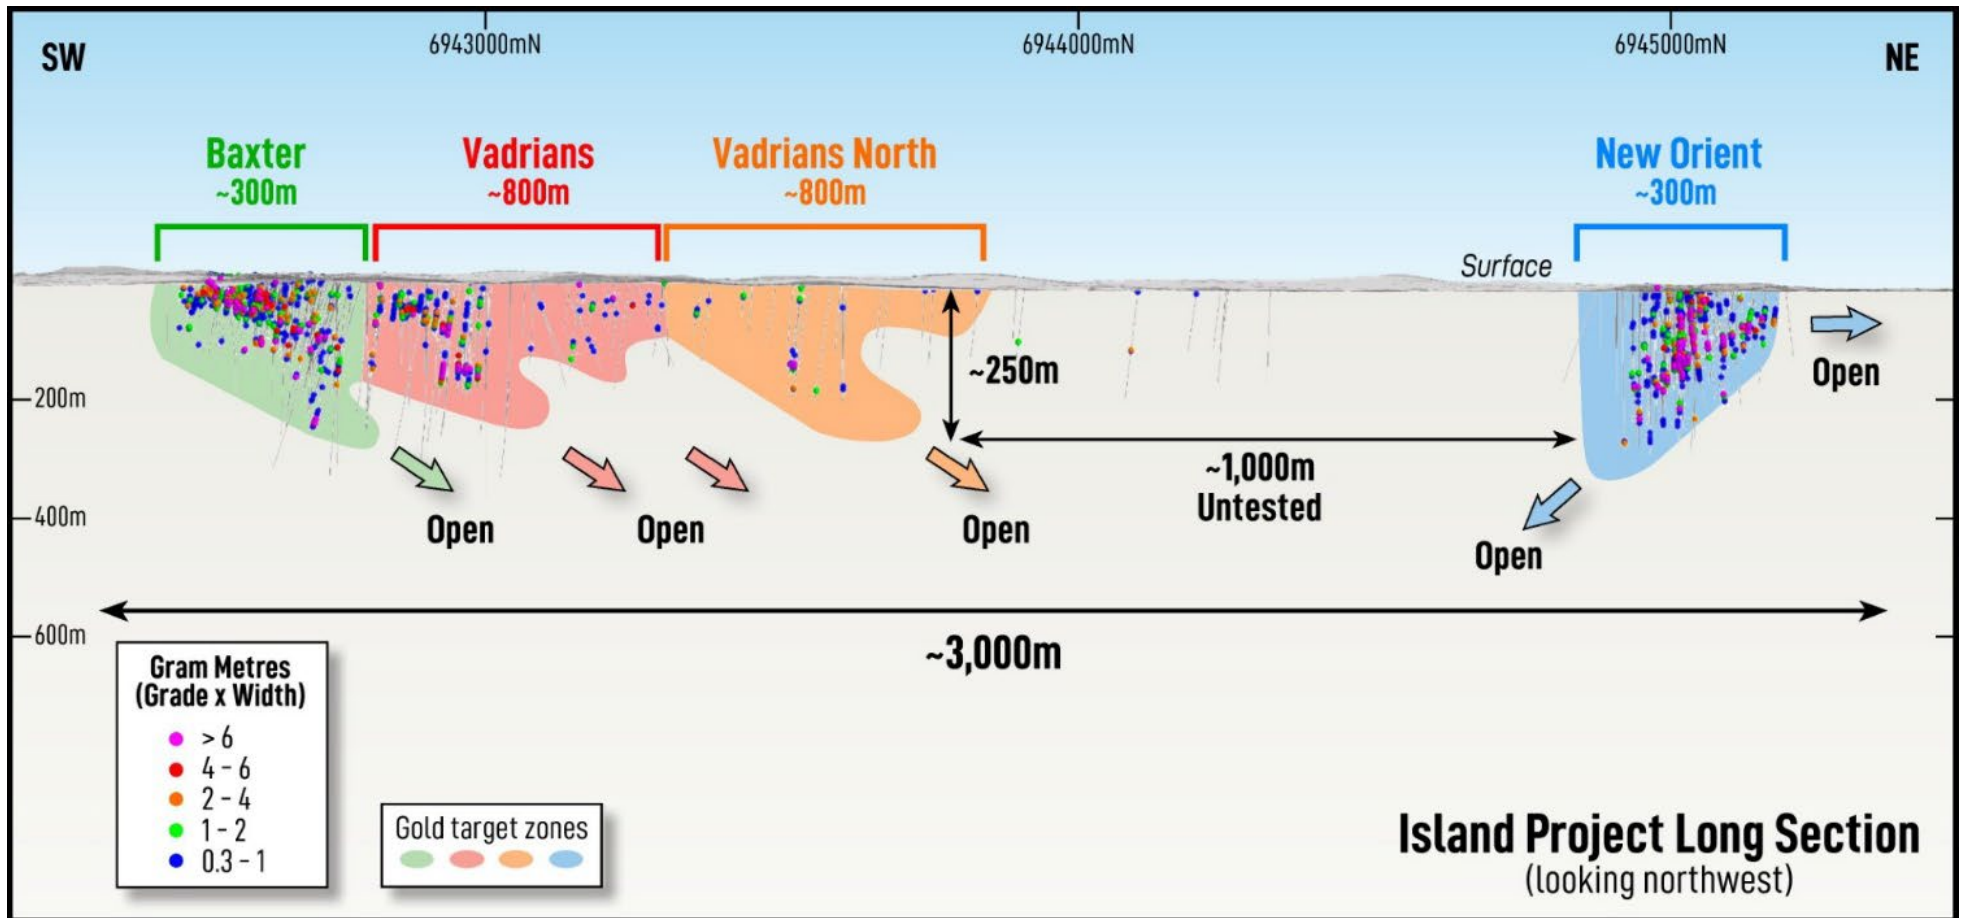 SW
6943000mN
6944000mN
6945000mN
NE
Baxter
~300m
Vadrians
~800m
Vadrians North
~800m
New Orient
~300m
Surface
~250m
Open
200m
~1,000m
Untested
400m
Open
Open
Open
Open
600m
~3,000m
Gram Metres
(Grade x Width)
> 6
4 - 6
2 - 4
1 - 2
0.3 - 1
Gold target zones
Island Project Long Section
(looking northwest)